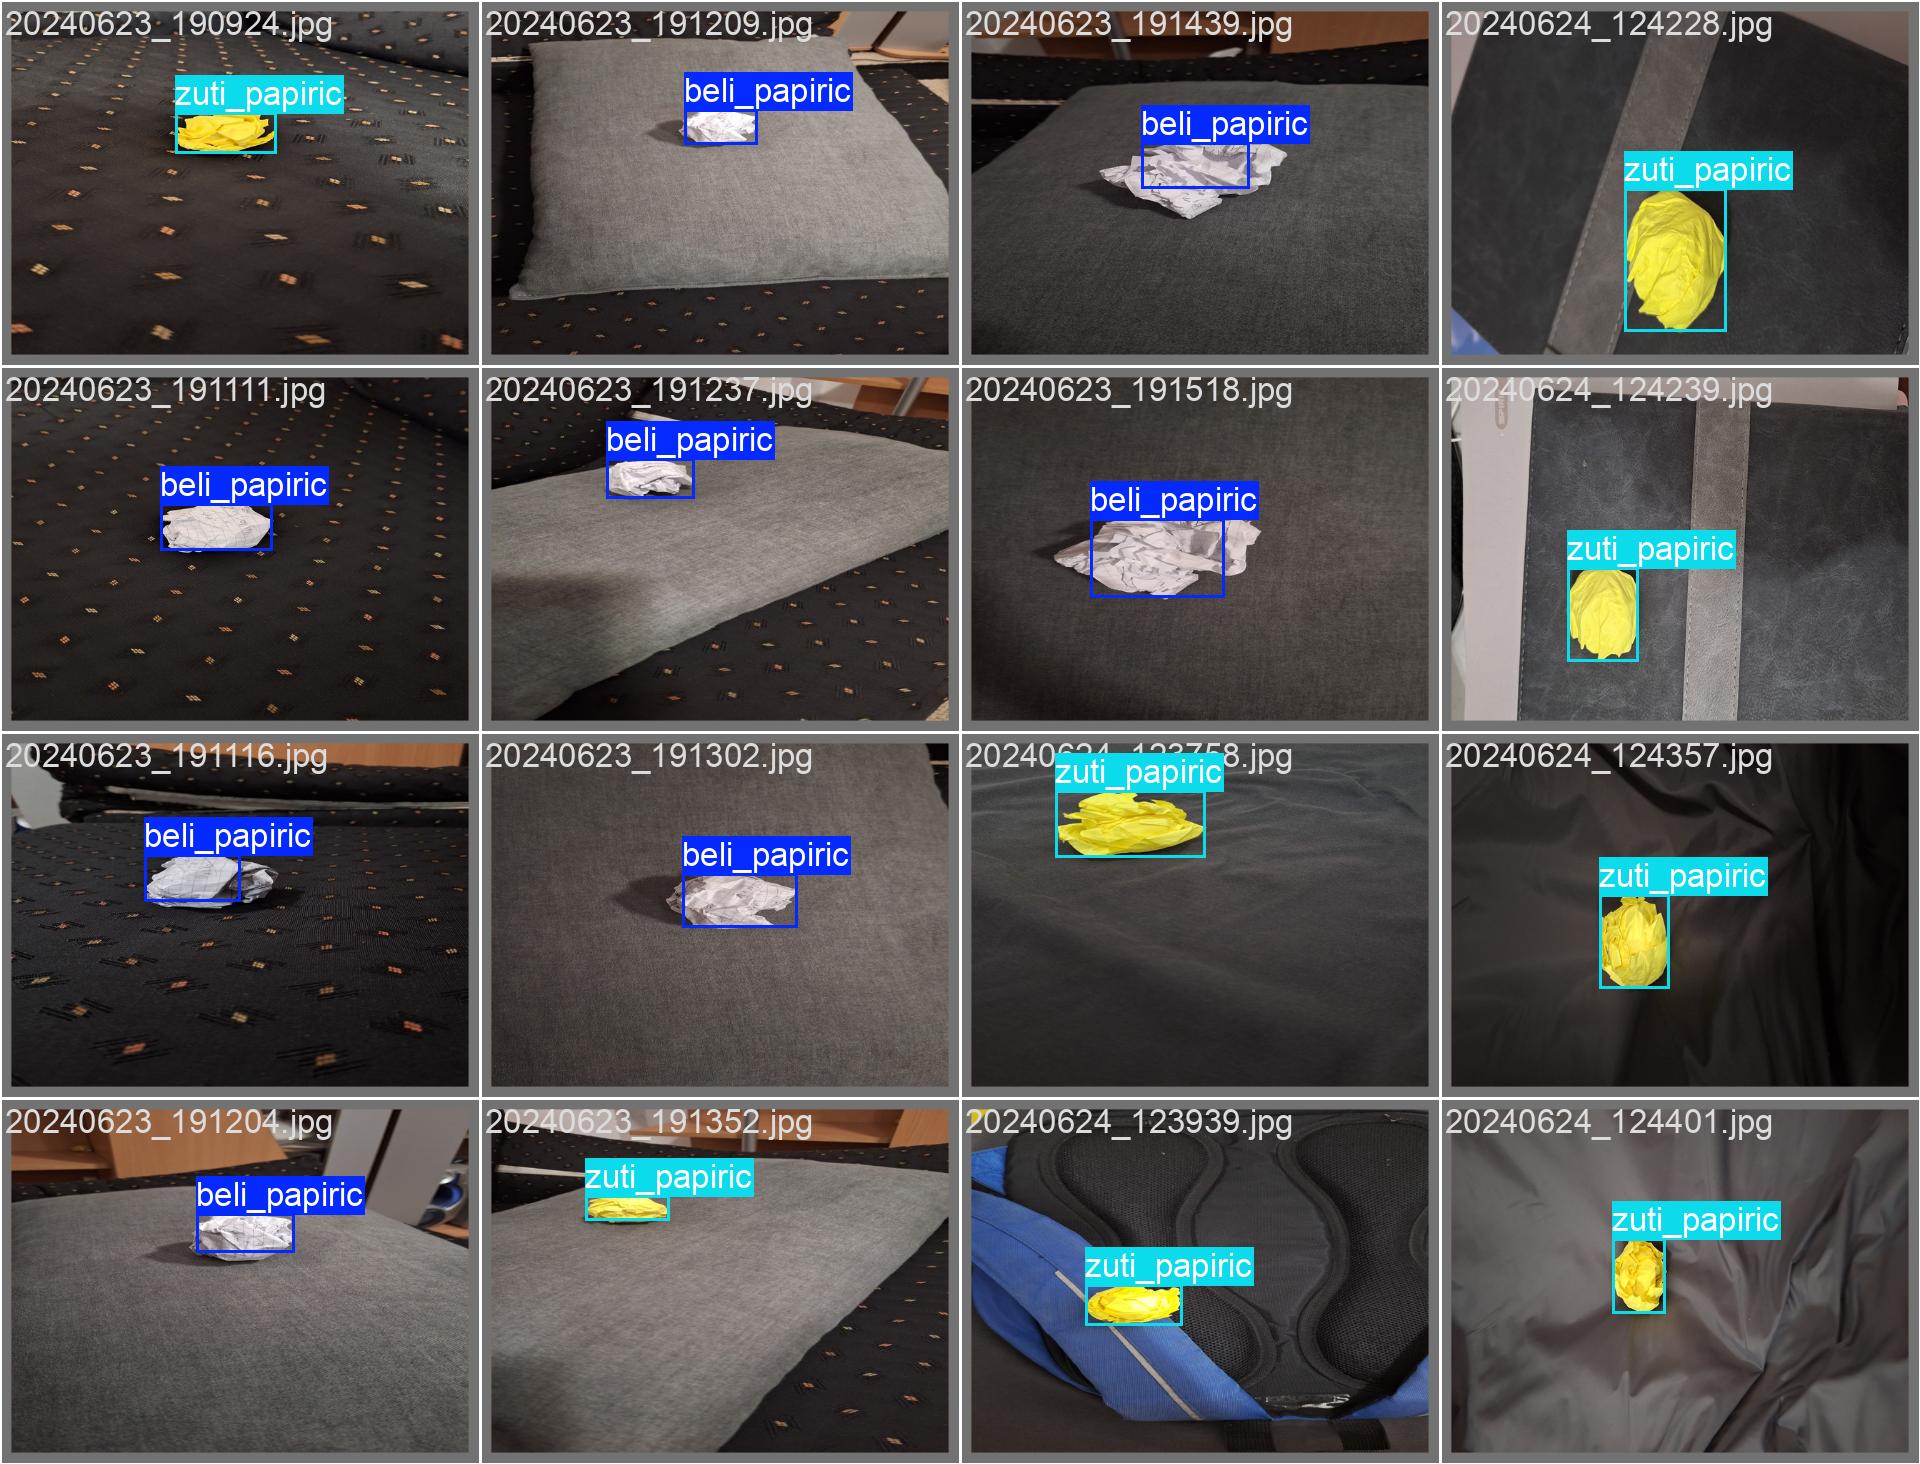 20240623_190924.jpg
zuti_papiric
20240623_191209.jpg
beli_papiric
20240623_191439.jpg
beli_papiric
20240624_124228.jpg
zuti_papiric
20240623_191111.jpg
beli_papiric
20240623_191237.jpg
beli_papiric
20240623_191518.jpg
beli_papiric
20240624_124239.jpg
zuti_papiric
20240623_191116.jpg
beli_papiric
20240623_191302.jpg
beli_papiric
20240624_123758.jpg
zuti_papiric
20240624_124357.jpg
zuti_papiric
20240623_191204.jpg
beli_papiric
20240623_191352.jpg
zuti_papiric
20240624_123939.jpg
zuti_papiric
20240624_124401.jpg
zuti_papiric